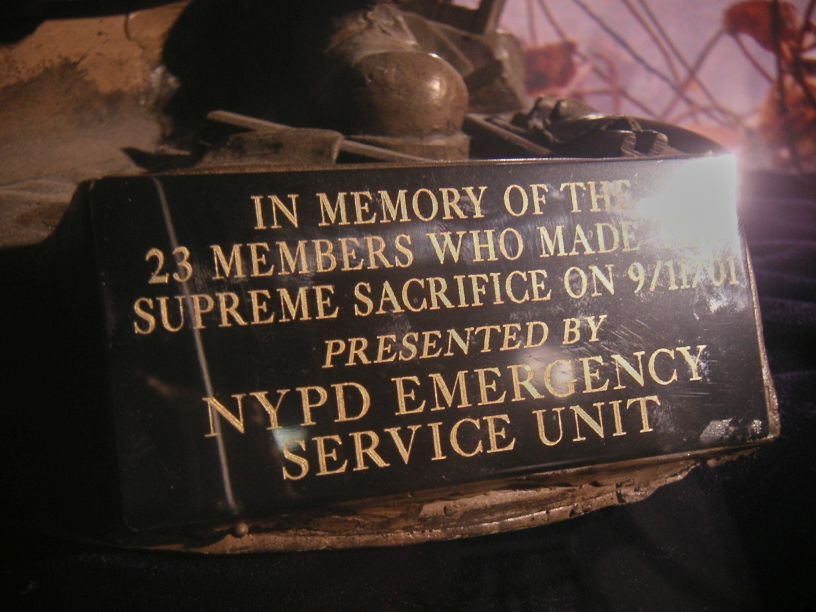 IN MEMORY OF THE
23 MEMBERS WHO MADE
SUPREME SACRIFICE ON 9/11/01
PRESENTED BY
NYPD EMERGENCY
SERVICE UNIT